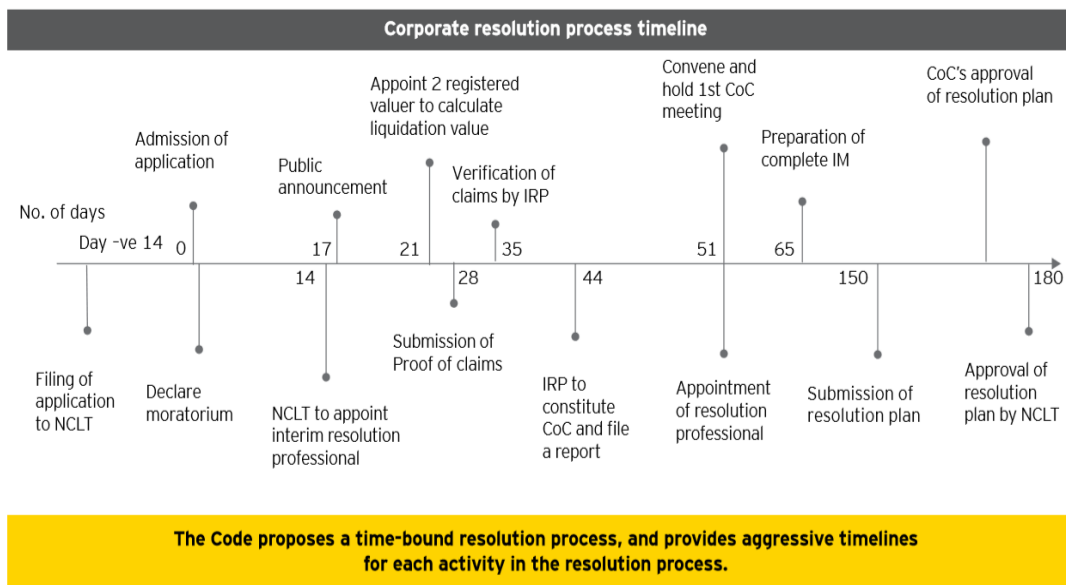 Corporate resolution process timeline
Admission of
application
Public
announcement
Appoint 2 registered
valuer to calculate
liquidation value
Verification of
claims by IRP
Convene and
hold 1st CoC
meeting
Preparation of
complete IM
CoC's approval
of resolution plan
No. of days
Day -ve 14
0
17
21
35
51
65
14
28
44
150
180
Filing of
application
to NCLT
Declare
moratorium
NCLT to appoint
interim resolution
professional
Submission of
Proof of claims
IRP to
constitute
CoC and file
a report
Appointment
of resolution
professional
Submission of
resolution plan
Approval of
resolution
plan by NCLT
The Code proposes a time-bound resolution process, and provides aggressive timelines
for each activity in the resolution process.